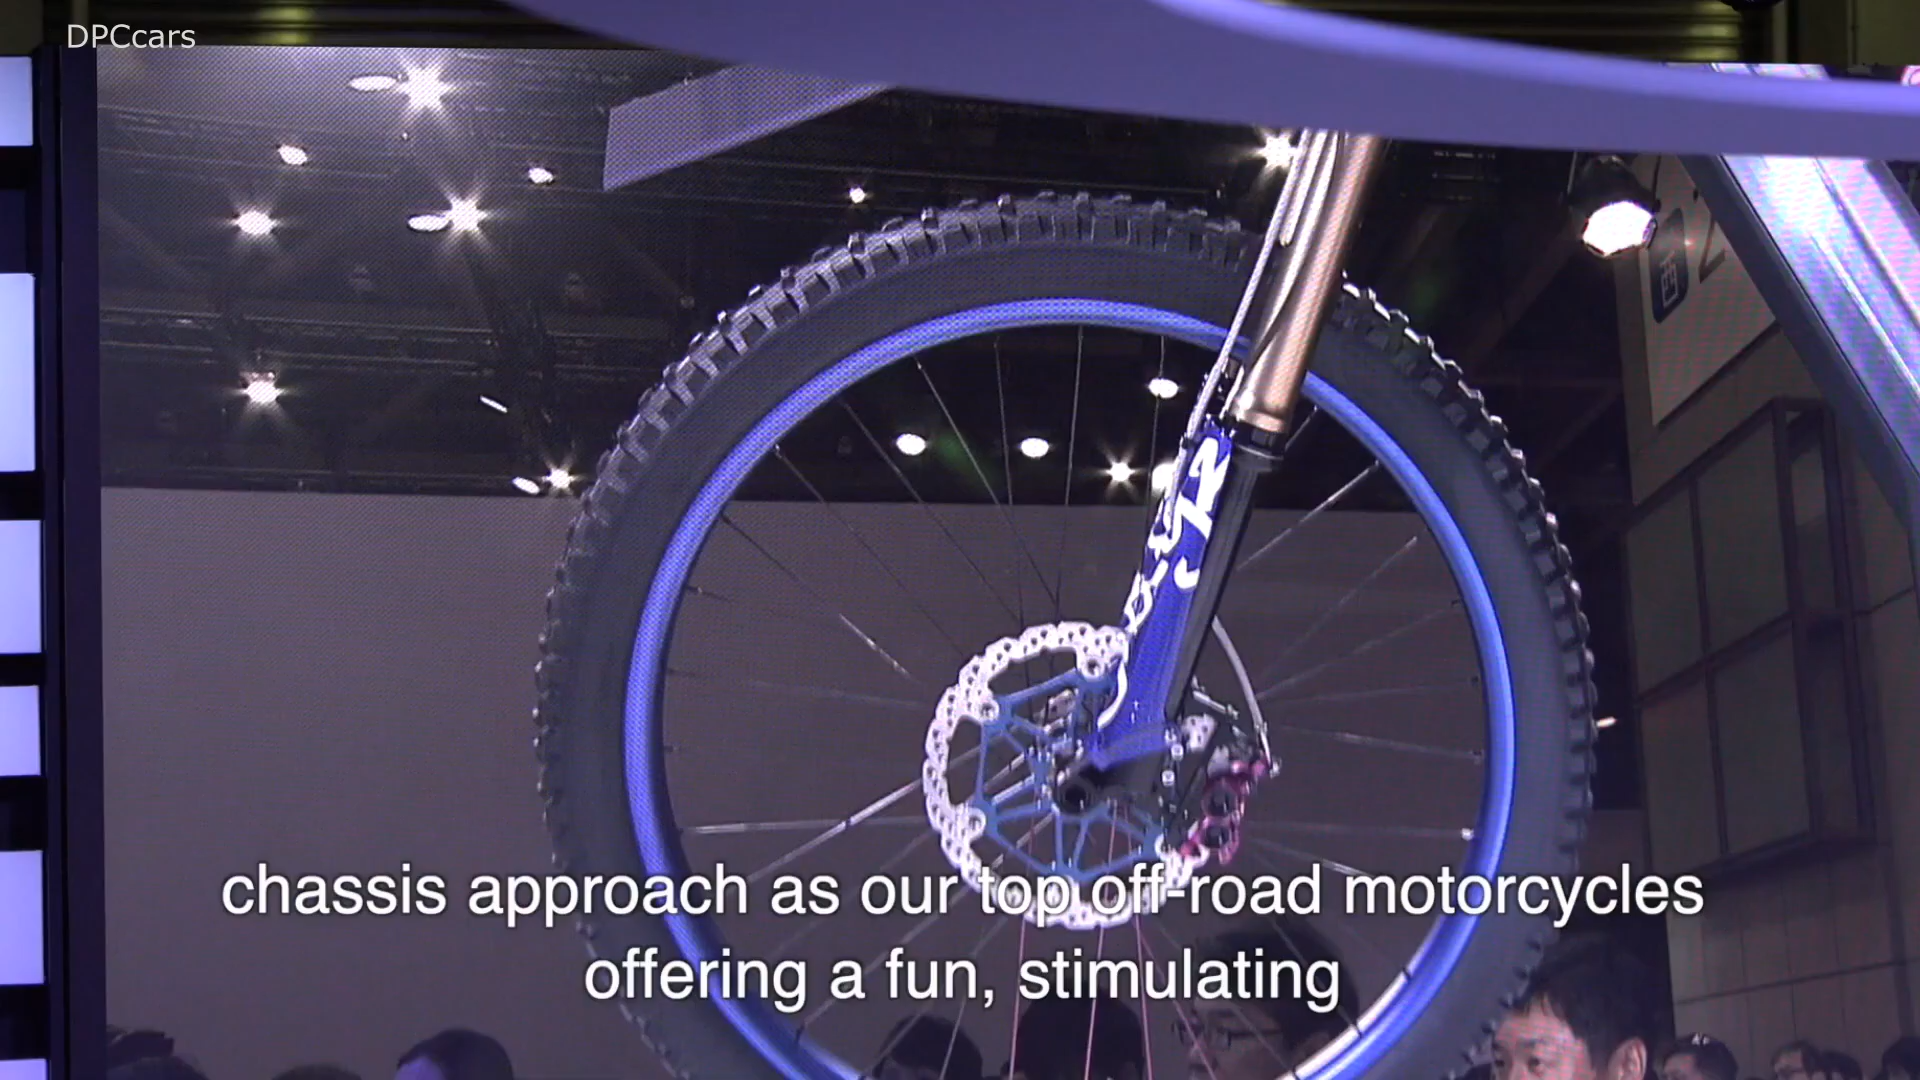 DPCcars
chassis approach as our top off-road motorcycles
offering a fun, stimulating